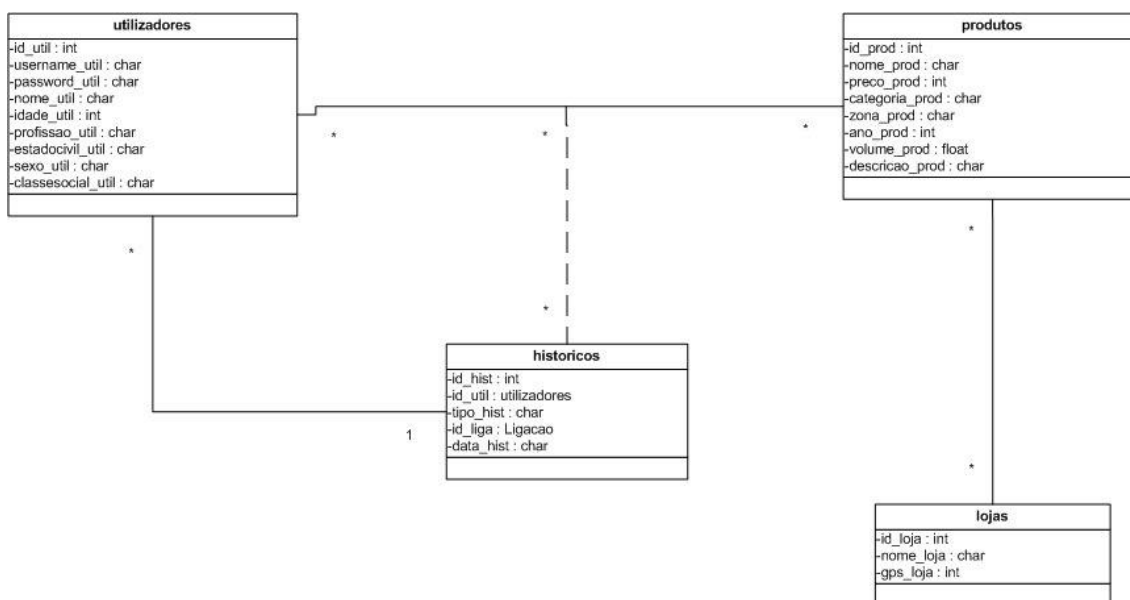 utilizadores
-id_util : int
-username_util : char
-password_util : char
-nome_util : char
-idade_util : int
-profissao_util : char
-estadocivil_util : char
-sexo_util : char
-classesocial_util : char
produtos
-id_prod : int
-nome_prod : char
-preco_prod : int
-categoria_prod : char
-zona_prod : char
-ano_prod : int
-volume_prod : float
-descricao_prod : char
*
*
*
*
*
*
historicos
-id_hist : int
-id_util : utilizadores
-tipo_hist : char
-id_liga : Ligacao
-data_hist : char
1
*
lojas
-id_loja : int
-nome_loja : char
-gps_loja : int